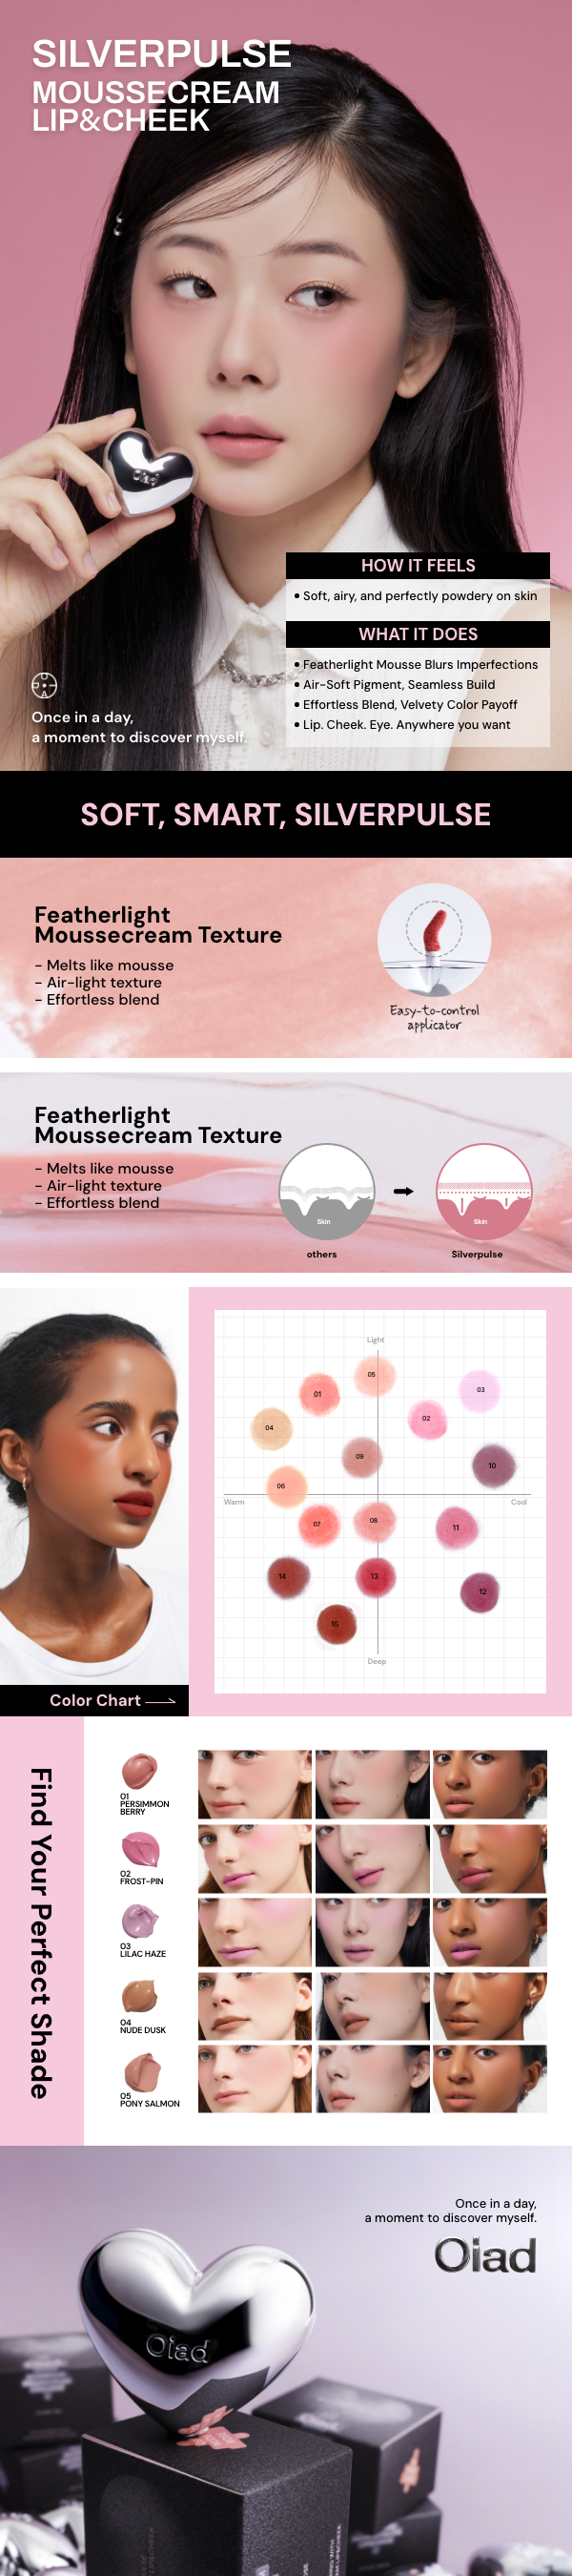 SILVERPULSE
MOUSSECREAM
LIP&CHEEK
HOW IT FEELS
• Soft, airy, and perfectly powdery on skin
WHAT IT DOES
• Featherlight Mousse Blurs Imperfections
• Air-Soft Pigment, Seamless Build
• Effortless Blend, Velvety Color Payoff
• Lip. Cheek. Eye. Anywhere you want
Once in a day,
a moment to discover myself.
SOFT, SMART, SILVERPULSE
Featherlight
Moussecream Texture
- Melts like mousse
- Air-light texture
- Effortless blend
Easy-to-control
applicator
Featherlight
Moussecream Texture
- Melts like mousse
- Air-light texture
- Effortless blend
Skin
Skin
others
Silverpulse
Light
05
01
03
02
04
09
10
06
Warm
Cool
07
08
11
14
13
12
15
Deep
Color Chart
Find Your Perfect Shade
01
PERSIMMON
BERRY
02
FROST-PIN
03
LILAC HAZE
04
NUDE DUSK
05
PONY SALMON
Once in a day,
a moment to discover myself.
Oiad
Oiad